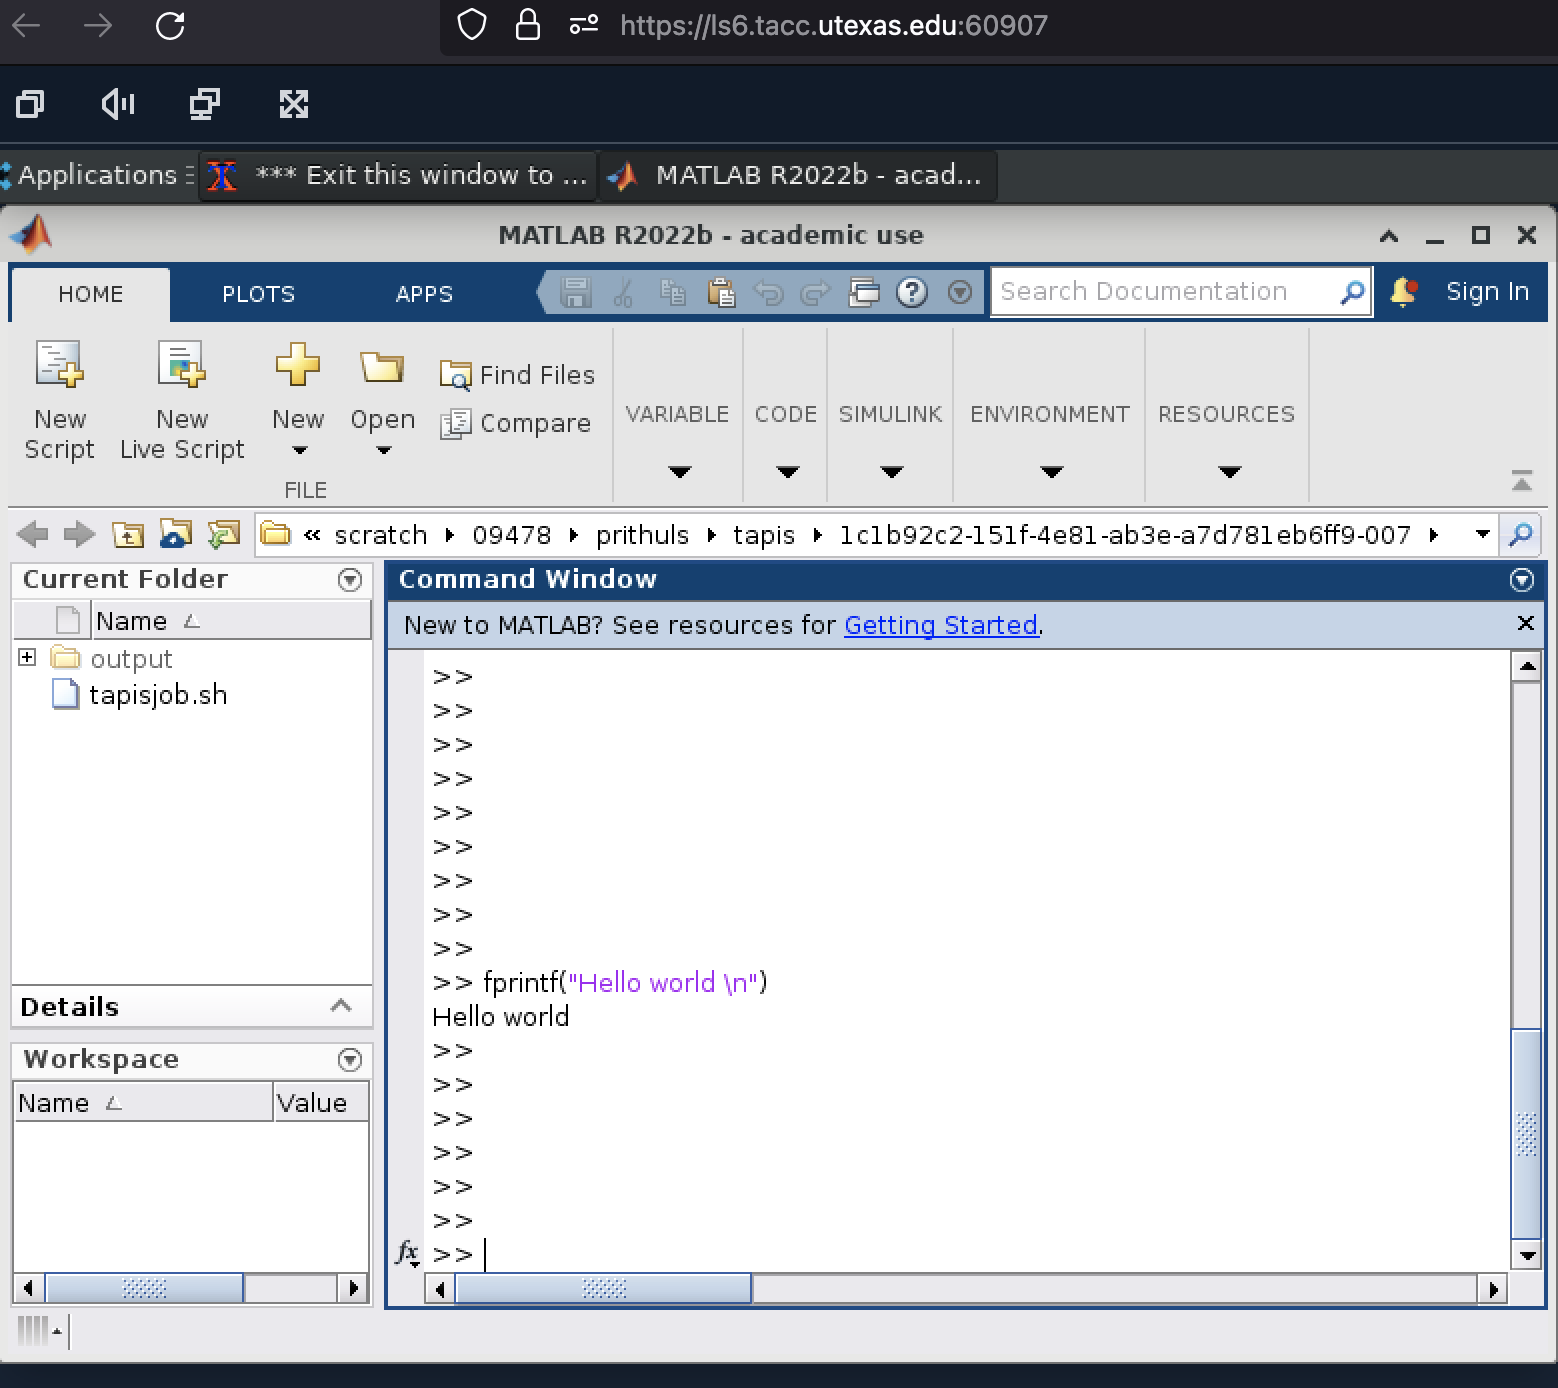 https://ls6.tacc.utexas.edu:60907
Applications
*** Exit this window to ...
MATLAB R2022b - acad...
MATLAB R2022b - academic use
HOME PLOTS APPS
Search Documentation
Sign In
New Script
New Live Script
New
Open
Find Files
Compare
FILE
VARIABLE
CODE
SIMULINK
ENVIRONMENT
RESOURCES
« scratch 09478 prithuls tapis 1c1b92c2-151f-4e81-ab3e-a7d781eb6ff9-007
Current Folder
Name
output
tapisjob.sh
Details
Workspace
Name Value
Command Window
New to MATLAB? See resources for Getting Started.
>>
>>
>>
>>
>>
>>
>>
>>
>>
>> fprintf("Hello world \n")
Hello world
>>
>>
>>
>>
>>
>>
fx >>